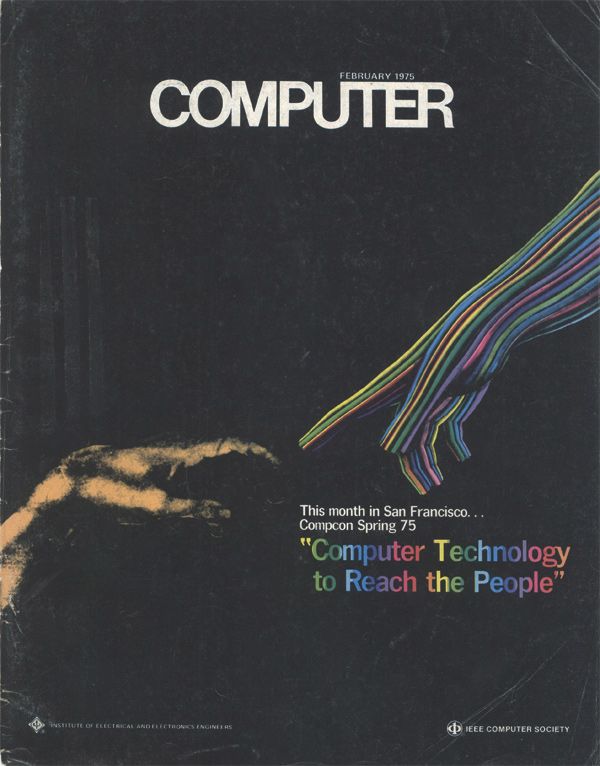 FEBRUARY 1975
COMPUTER
This month in San Francisco...
Compcon Spring 75
"Computer Technology
to Reach the People"
INSTITUTE OF ELECTRICAL AND ELECTRONICS ENGINEERS
IEEE COMPUTER SOCIETY